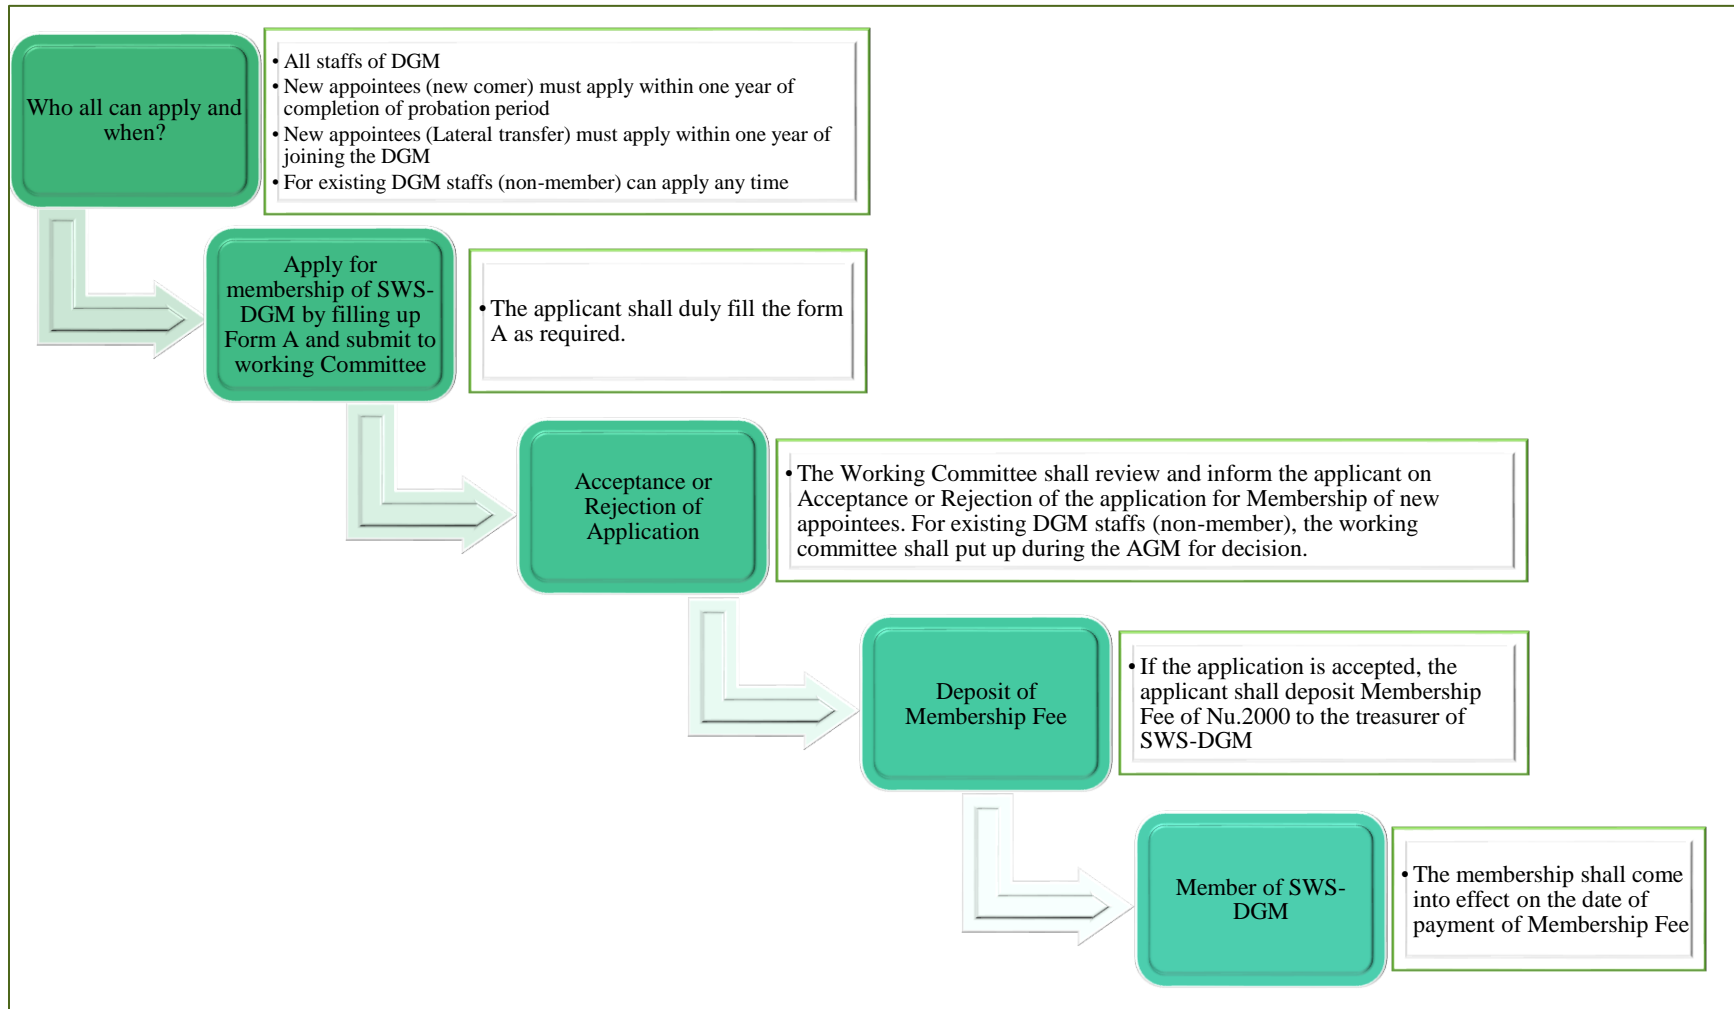 Who all can apply and
when?
• All staffs of DGM
• New appointees (new comer) must apply within one year of
completion of probation period
• New appointees (Lateral transfer) must apply within one year of
joining the DGM
• For existing DGM staffs (non-member) can apply any time
Apply for
membership of SWS-
DGM by filling up
Form A and submit to
working Committee
• The applicant shall duly fill the form
A as required.
Acceptance or
Rejection of
Application
• The Working Committee shall review and inform the applicant on
Acceptance or Rejection of the application for Membership of new
appointees. For existing DGM staffs (non-member), the working
committee shall put up during the AGM for decision.
Deposit of
Membership Fee
• If the application is accepted, the
applicant shall deposit Membership
Fee of Nu.2000 to the treasurer of
SWS-DGM
Member of SWS-
DGM
• The membership shall come
into effect on the date of
payment of Membership Fee